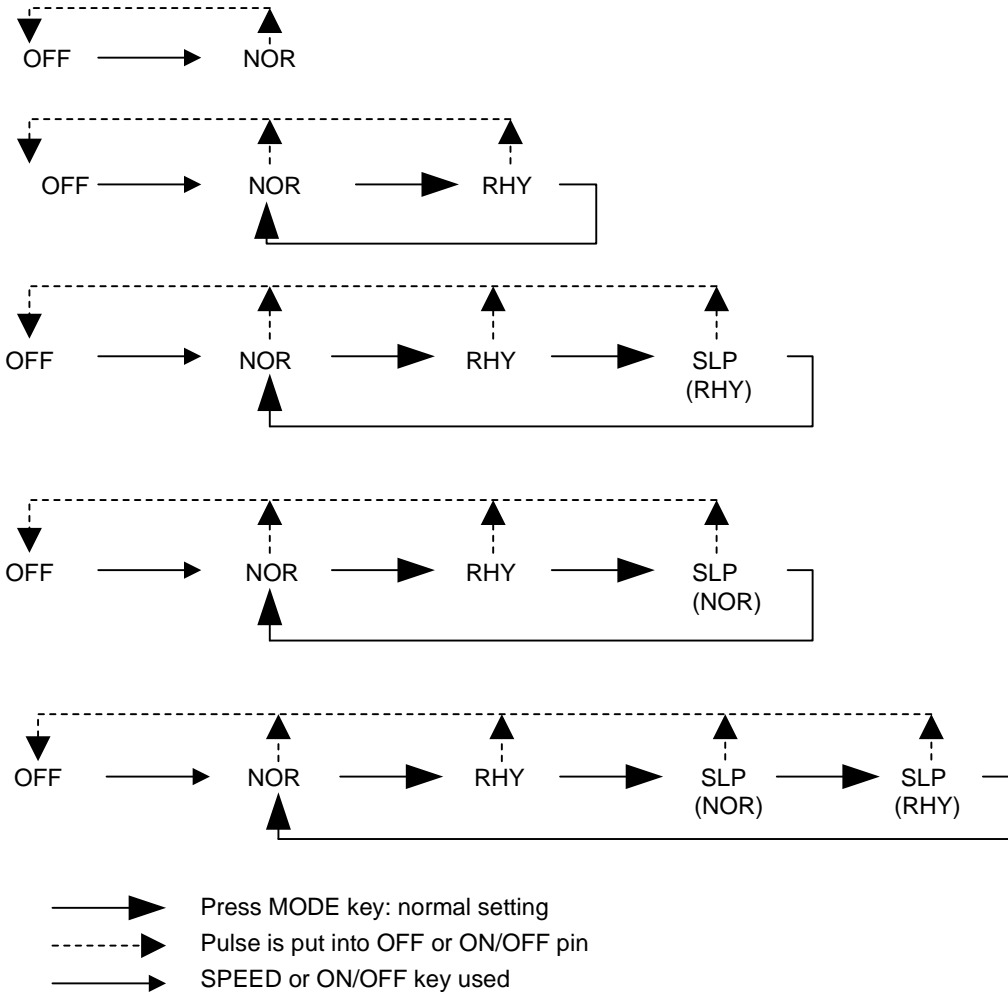 OFF NOR
OFF NOR RHY
OFF NOR RHY SLP
(RHY)
OFF NOR RHY SLP
(NOR)
OFF NOR RHY SLP SLP
(NOR) (RHY)
Press MODE key: normal setting
Pulse is put into OFF or ON/OFF pin
SPEED or ON/OFF key used